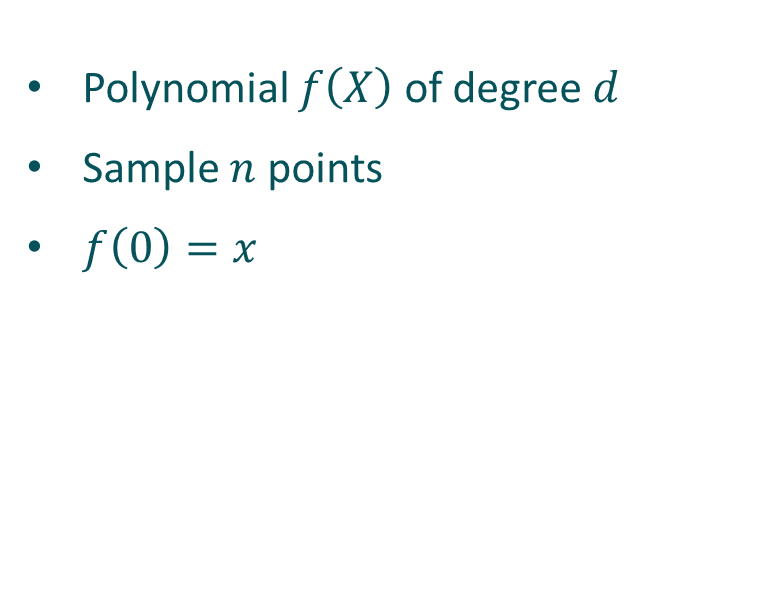 • Polynomial f(X) of degree d
• Sample n points
• f(0) = x